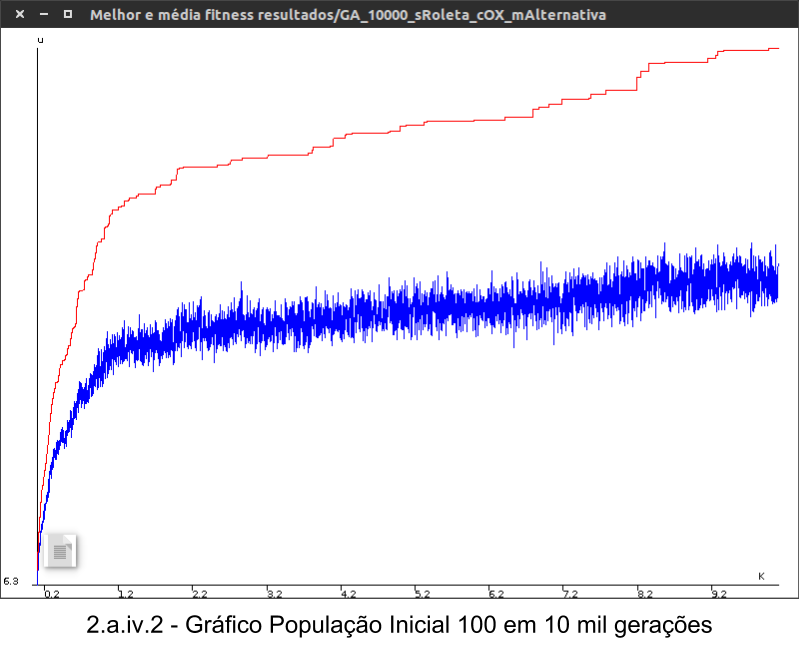 Melhor e média fitness resultados/GA_10000_sRoleta_cOX_mAlternativa
u
6.3
K
0.2 1.2 2.2 3.2 4.2 5.2 6.2 7.2 8.2 9.2
2.a.iv.2 - Gráfico População Inicial 100 em 10 mil gerações